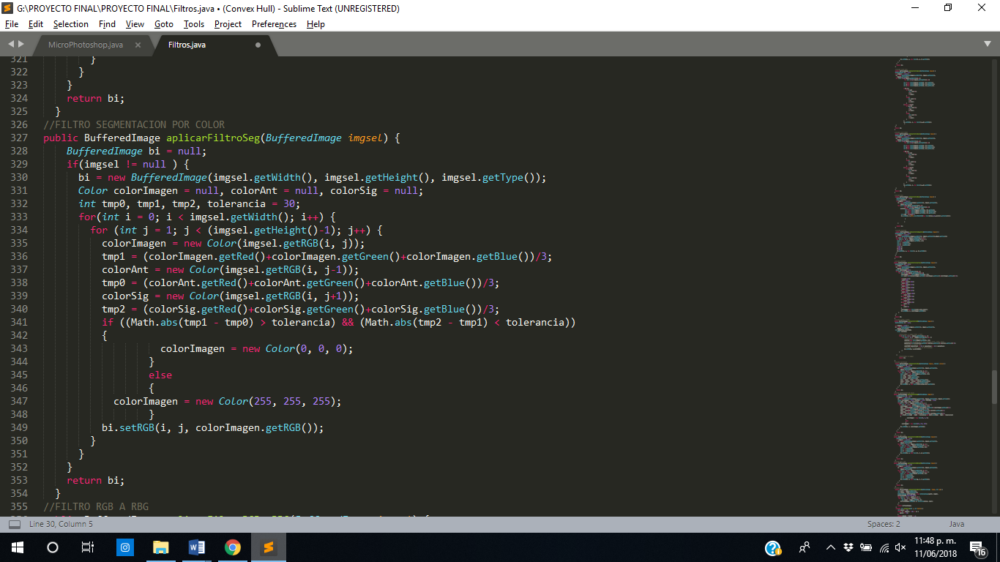 G:\PROYECTO FINAL\PROYECTO FINAL\Filtros.java • (Convex Hull) - Sublime Text (UNREGISTERED)
File Edit Selection Find View Goto Tools Project Preferences Help
MicroPhotoshop.java Filtros.java
321 }
322 }
323 }
324 return bi;
325 }
326 //FILTRO SEGMENTACION POR COLOR
327 public BufferedImage aplicarFiltroSeg(BufferedImage imgsel) {
328 BufferedImage bi = null;
329 if(imgsel != null ) {
330 bi = new BufferedImage(imgsel.getWidth(), imgsel.getHeight(), imgsel.getType());
331 Color colorImagen = null, colorAnt = null, colorSig = null;
332 int tmp0, tmp1, tmp2, tolerancia = 30;
333 for(int i = 0; i < imgsel.getWidth(); i++) {
334 for (int j = 1; j < (imgsel.getHeight()-1); j++) {
335 colorImagen = new Color(imgsel.getRGB(i, j));
336 tmp1 = (colorImagen.getRed()+colorImagen.getGreen()+colorImagen.getBlue())/3;
337 colorAnt = new Color(imgsel.getRGB(i, j-1));
338 tmp0 = (colorAnt.getRed()+colorAnt.getGreen()+colorAnt.getBlue())/3;
339 colorSig = new Color(imgsel.getRGB(i, j+1));
340 tmp2 = (colorSig.getRed()+colorSig.getGreen()+colorSig.getBlue())/3;
341 if ((Math.abs(tmp1 - tmp0) > tolerancia) && (Math.abs(tmp2 - tmp1) < tolerancia))
342 {
343 colorImagen = new Color(0, 0, 0);
344 }
345 else
346 {
347 colorImagen = new Color(255, 255, 255);
348 }
349 bi.setRGB(i, j, colorImagen.getRGB());
350 }
351 }
352 }
353 return bi;
354 }
355 //FILTRO RGB A RBG
Line 30, Column 5 Spaces: 2 Java
11:48 p. m.
11/06/2018
16